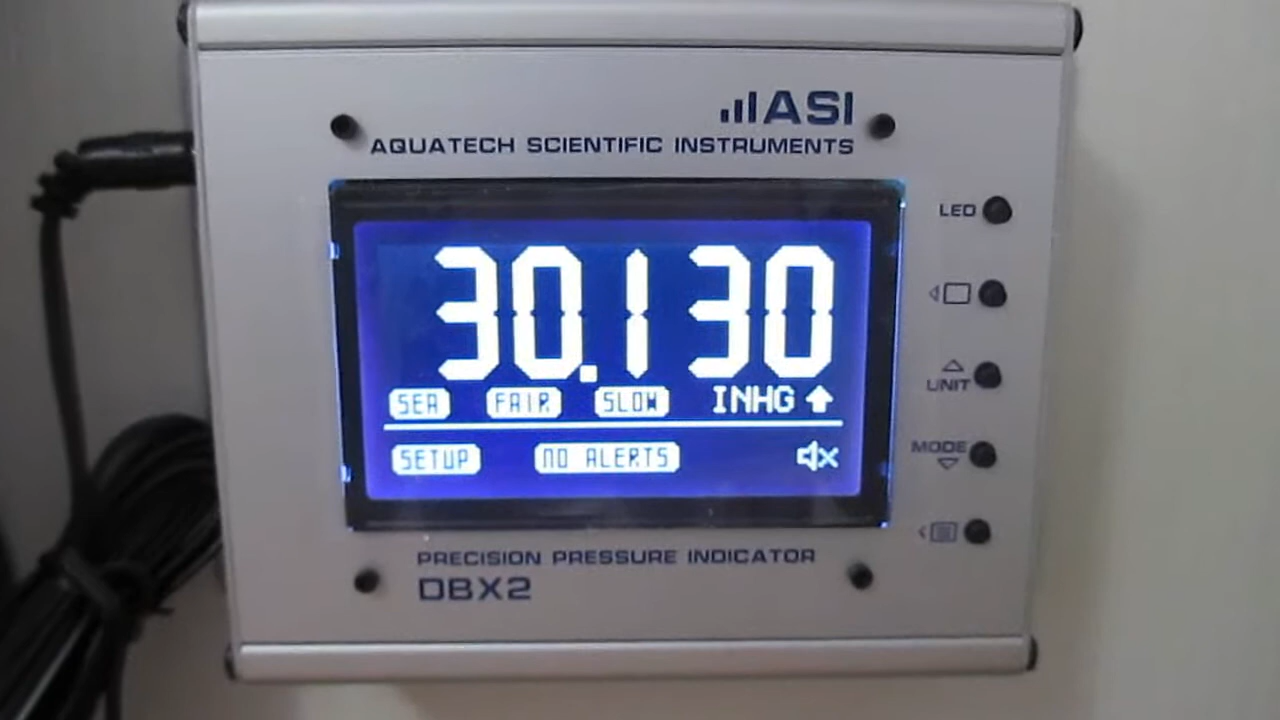 ASI
AQUATECH SCIENTIFIC INSTRUMENTS
LED
30.130
UNIT
SEA FAIR SLOW INHG
MODE
SETUP NO ALERTS
PRECISION PRESSURE INDICATOR
DBX2